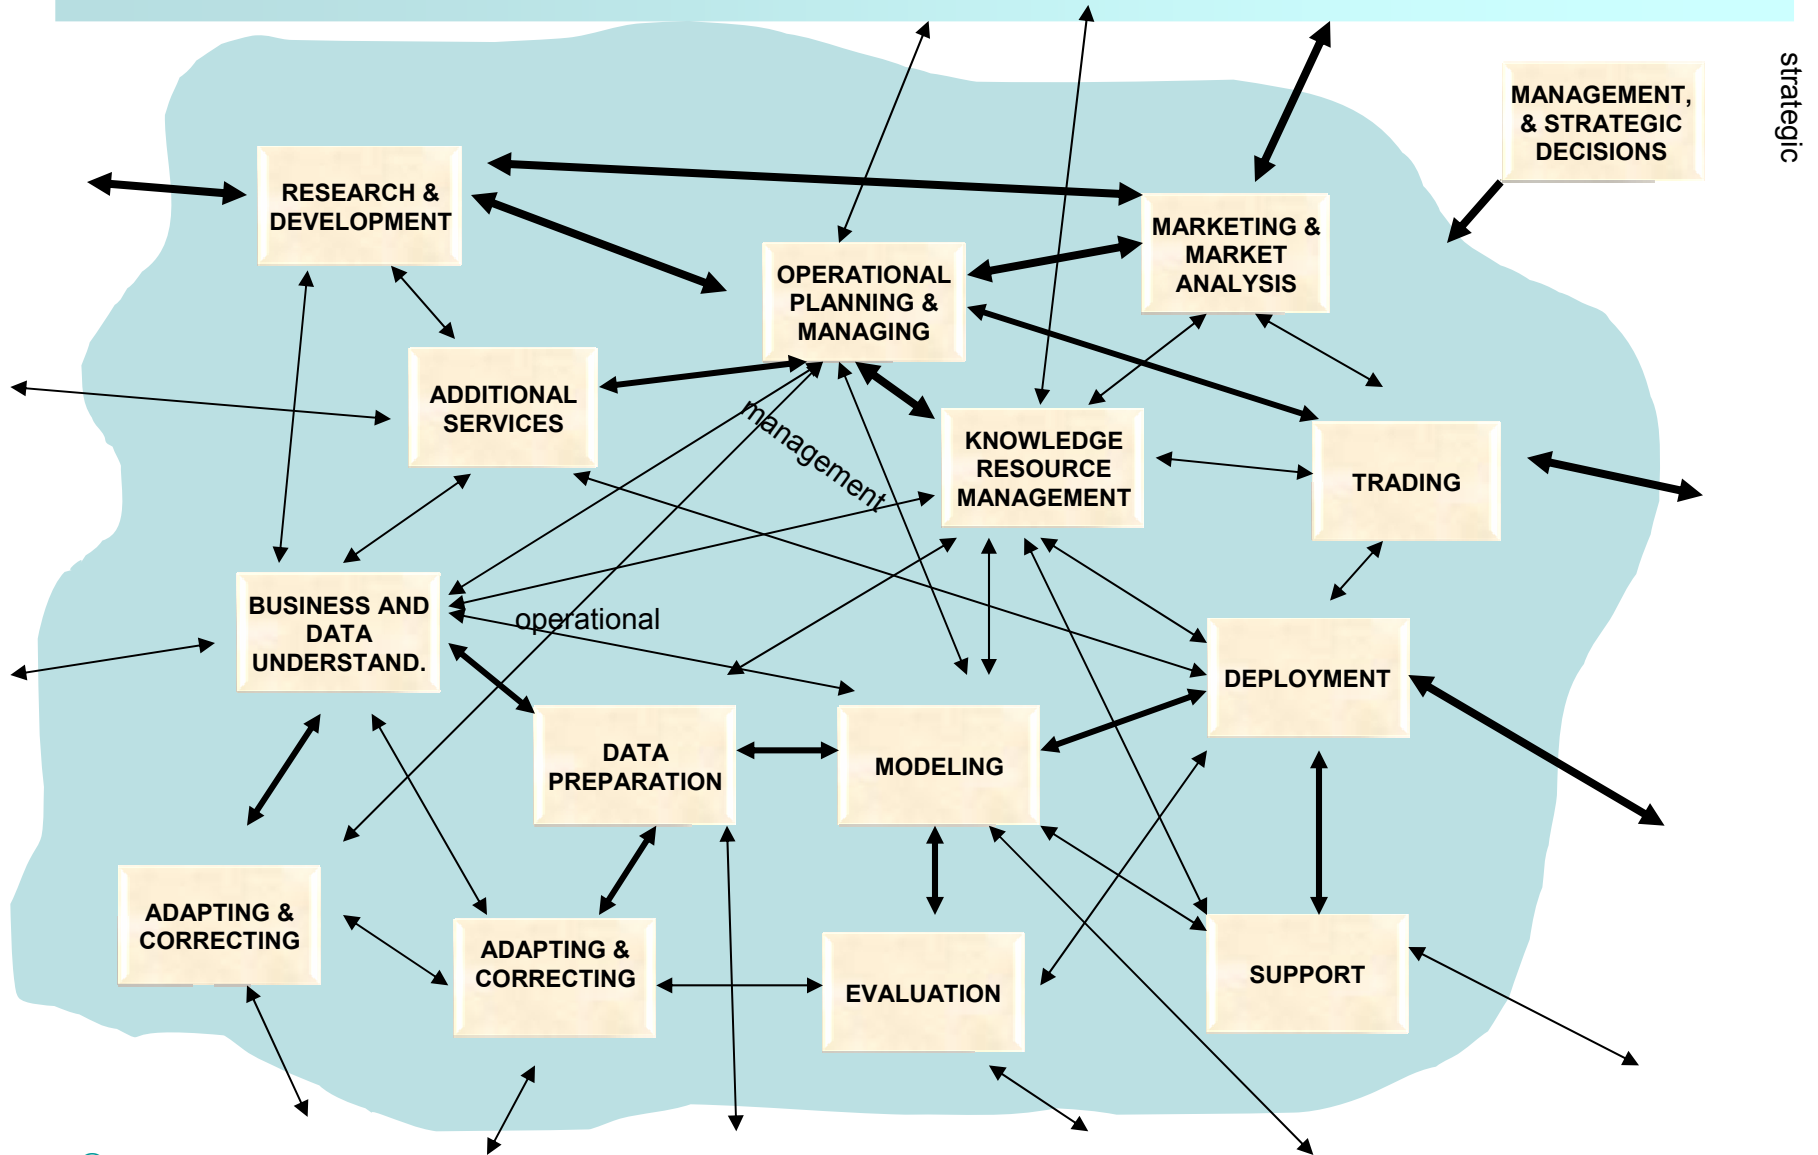 strategic
MANAGEMENT,
& STRATEGIC
DECISIONS
RESEARCH &
DEVELOPMENT
MARKETING &
MARKET
ANALYSIS
OPERATIONAL
PLANNING &
MANAGING
ADDITIONAL
SERVICES
management
KNOWLEDGE
RESOURCE
MANAGEMENT
TRADING
BUSINESS AND
DATA
UNDERSTAND.
operational
DEPLOYMENT
DATA
PREPARATION
MODELING
ADAPTING &
CORRECTING
ADAPTING &
CORRECTING
EVALUATION
SUPPORT